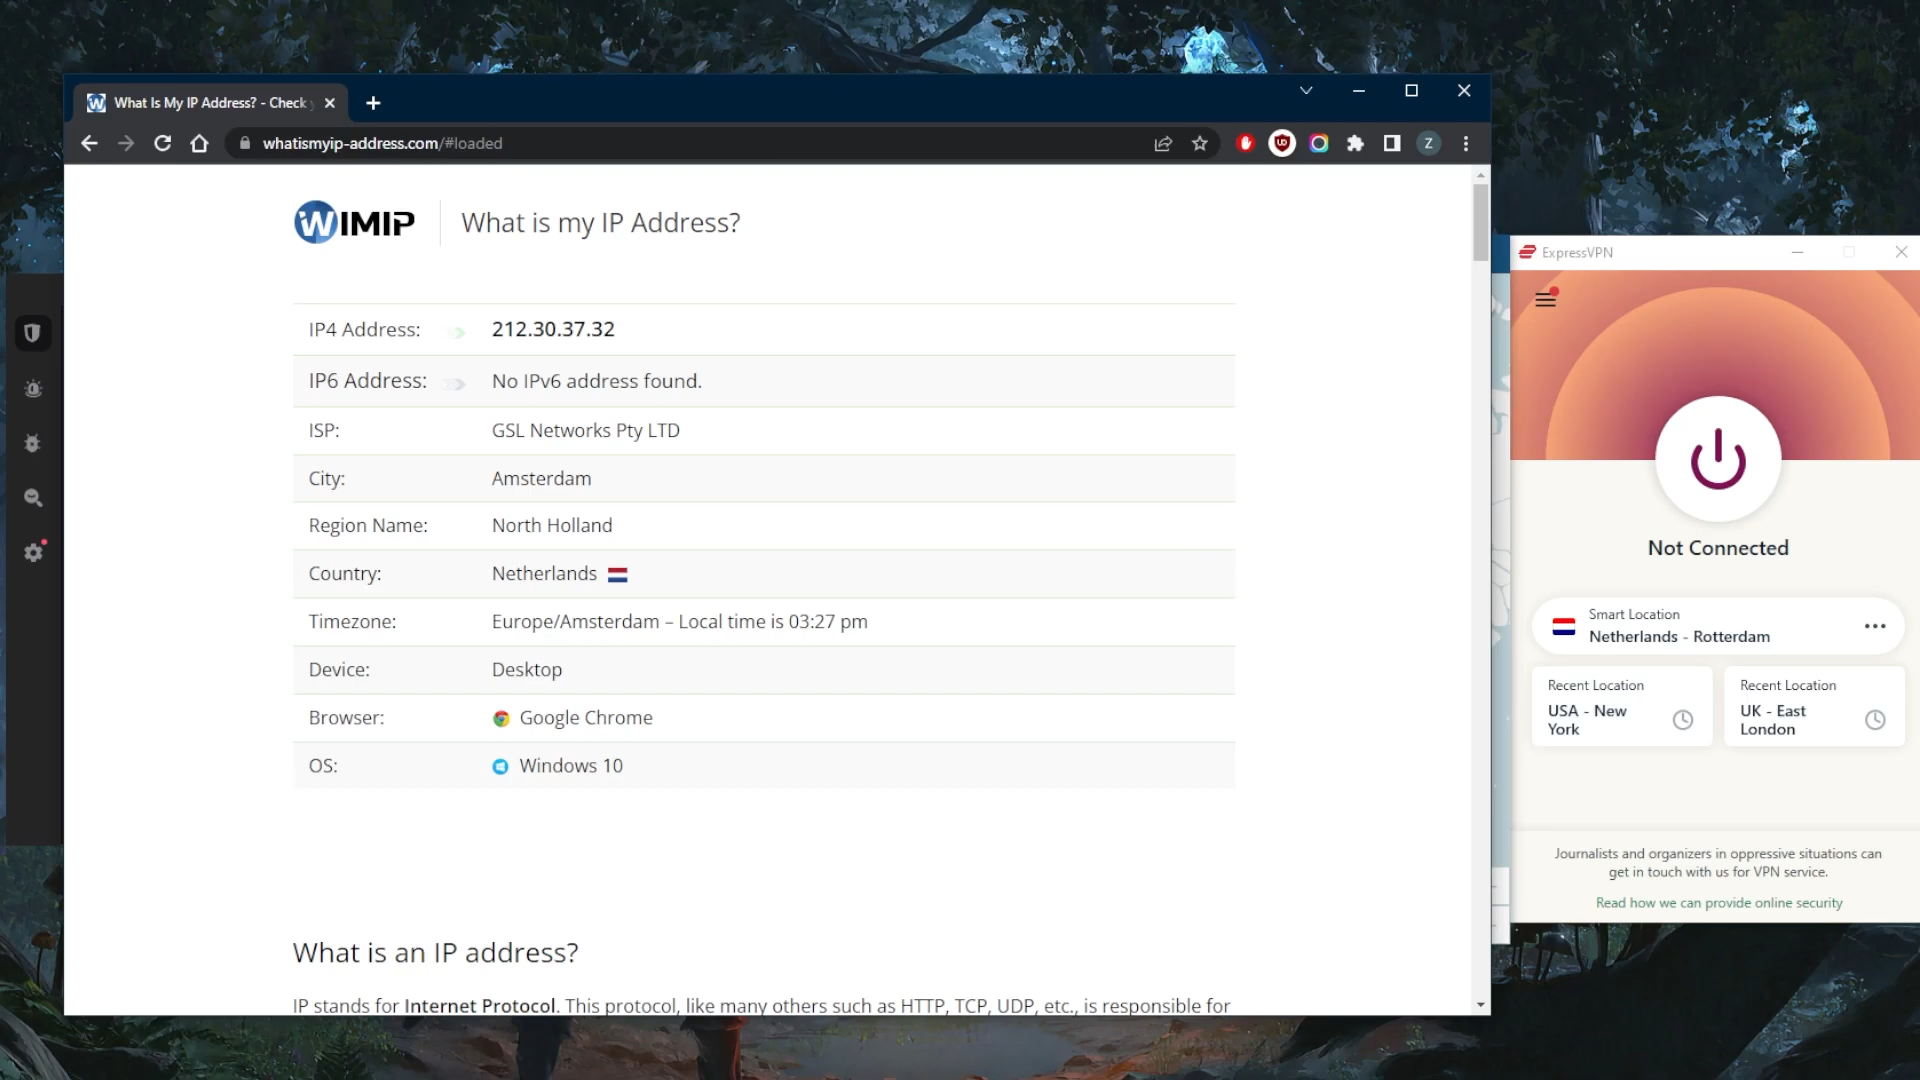 What Is My IP Address? - Check
whatismyip-address.com/#loaded
Z
WIMIP
What is my IP Address?
IP4 Address: 212.30.37.32
IP6 Address: No IPv6 address found.
ISP: GSL Networks Pty LTD
City: Amsterdam
Region Name: North Holland
Country: Netherlands
Timezone: Europe/Amsterdam – Local time is 03:27 pm
Device: Desktop
Browser: Google Chrome
OS: Windows 10
What is an IP address?
IP stands for Internet Protocol. This protocol, like many others such as HTTP, TCP, UDP, etc., is responsible for
ExpressVPN
Not Connected
Smart Location
Netherlands - Rotterdam
Recent Location
USA - New
York
Recent Location
UK - East
London
Journalists and organizers in oppressive situations can
get in touch with us for VPN service.
Read how we can provide online security